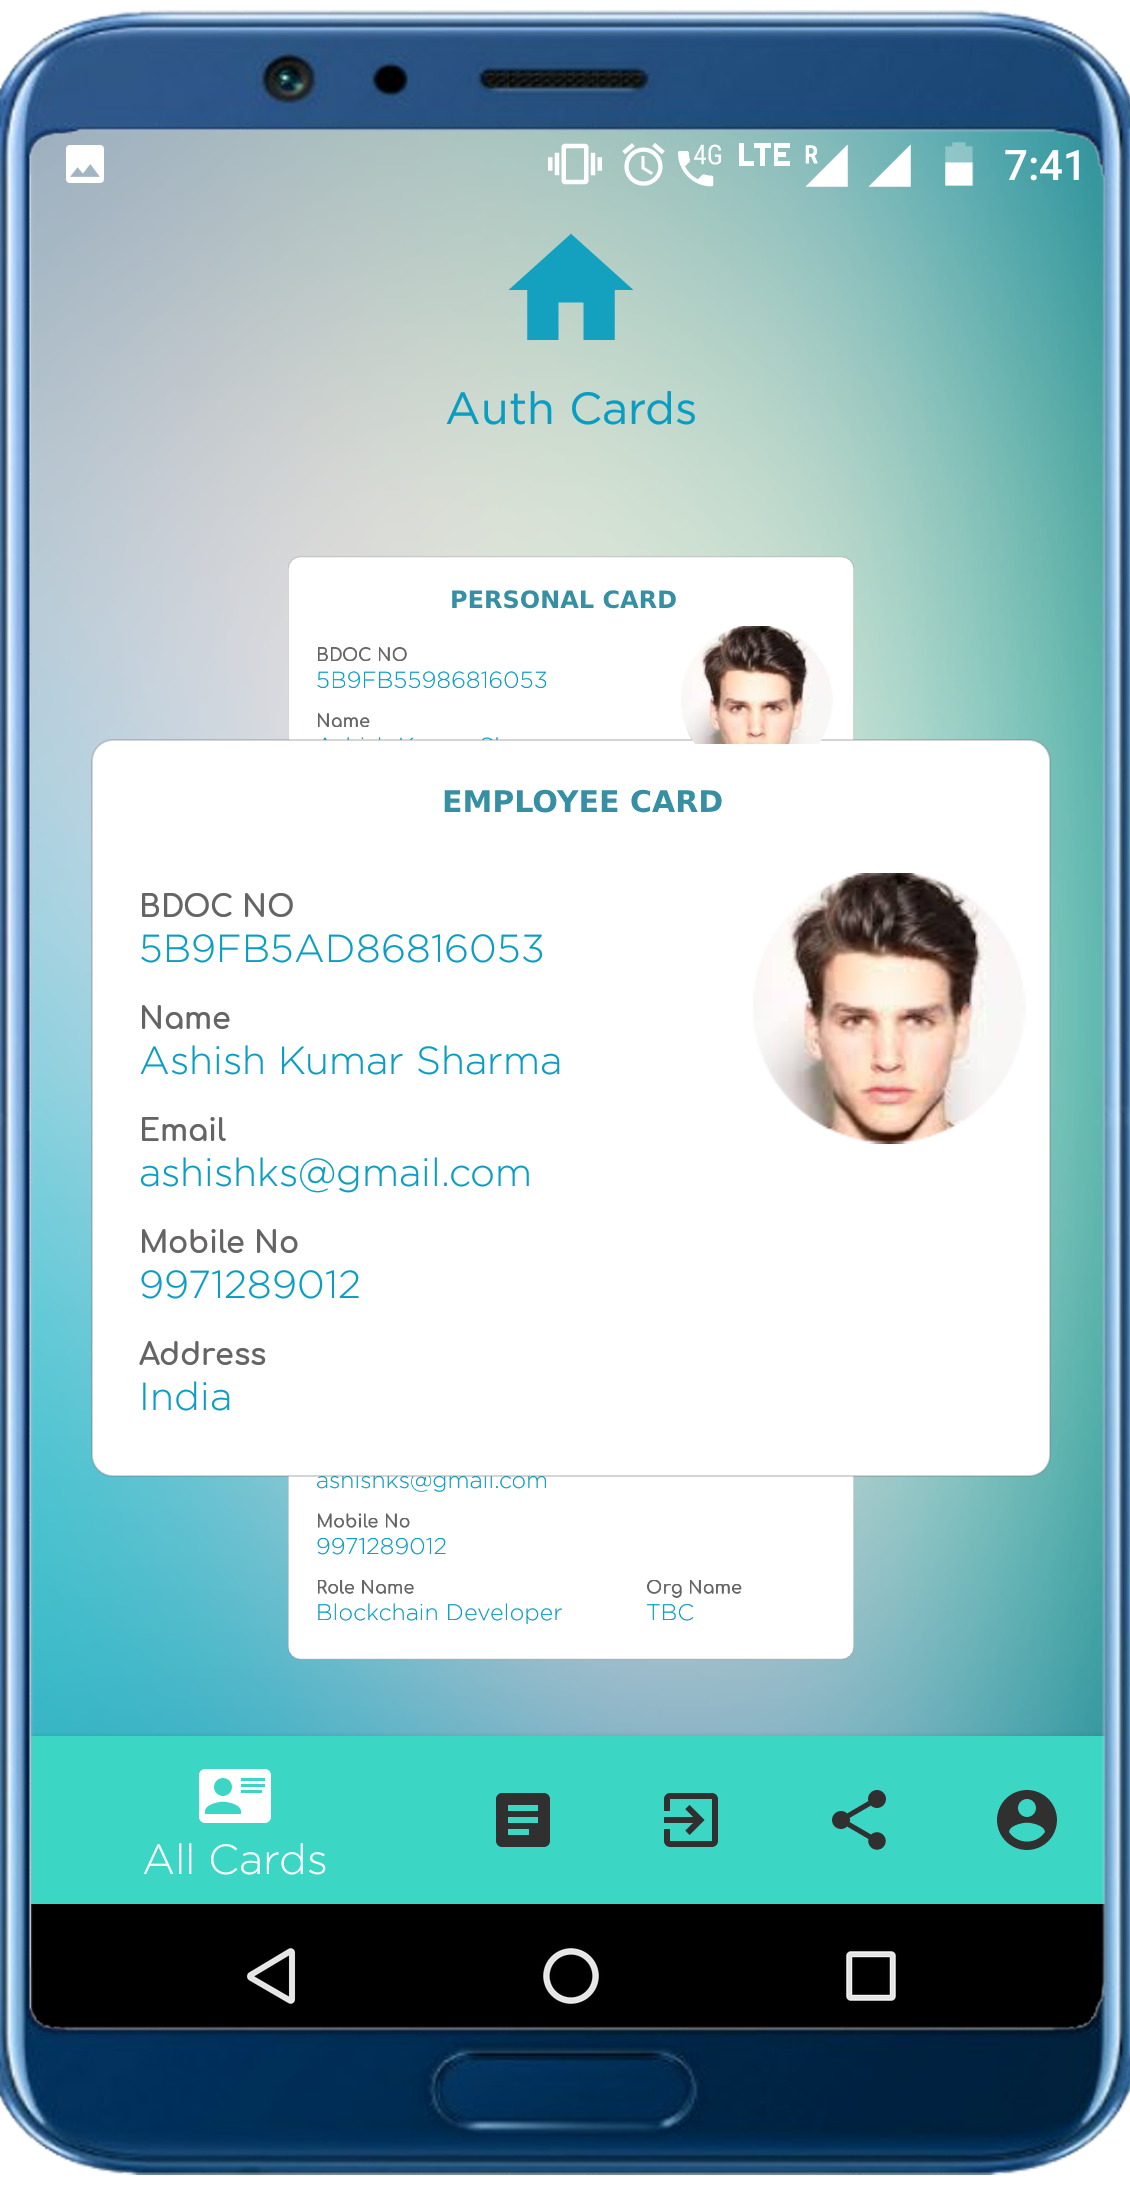 4G LTE R 7:41
Auth Cards
PERSONAL CARD
BDOC NO
5B9FB55986816053
Name
EMPLOYEE CARD
BDOC NO
5B9FB5AD86816053
Name
Ashish Kumar Sharma
Email
ashishks@gmail.com
Mobile No
9971289012
Address
India
ashishks@gmail.com
Mobile No
9971289012
Role Name Org Name
Blockchain Developer TBC
All Cards